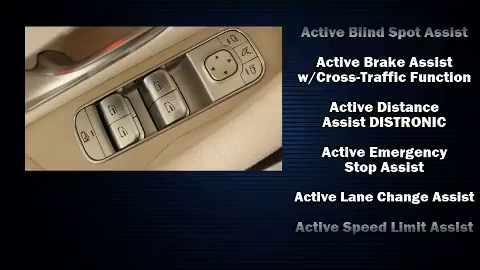 Active Blind Spot Assist
Active Brake Assist
w/Cross-Traffic Function
Active Distance
Assist DISTRONIC
Active Emergency
Stop Assist
Active Lane Change Assist
Active Speed Limit Assist